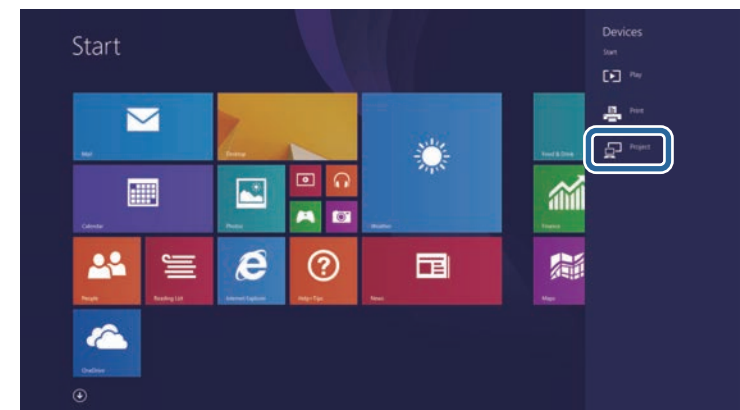 Start
Mail
Desktop
Calendar
Photos
Weather
People
Reading List
Internet Explorer
Help+Tips
News
OneDrive
Food & Drink
Finance
Maps
Devices
Start
Play
Print
Project